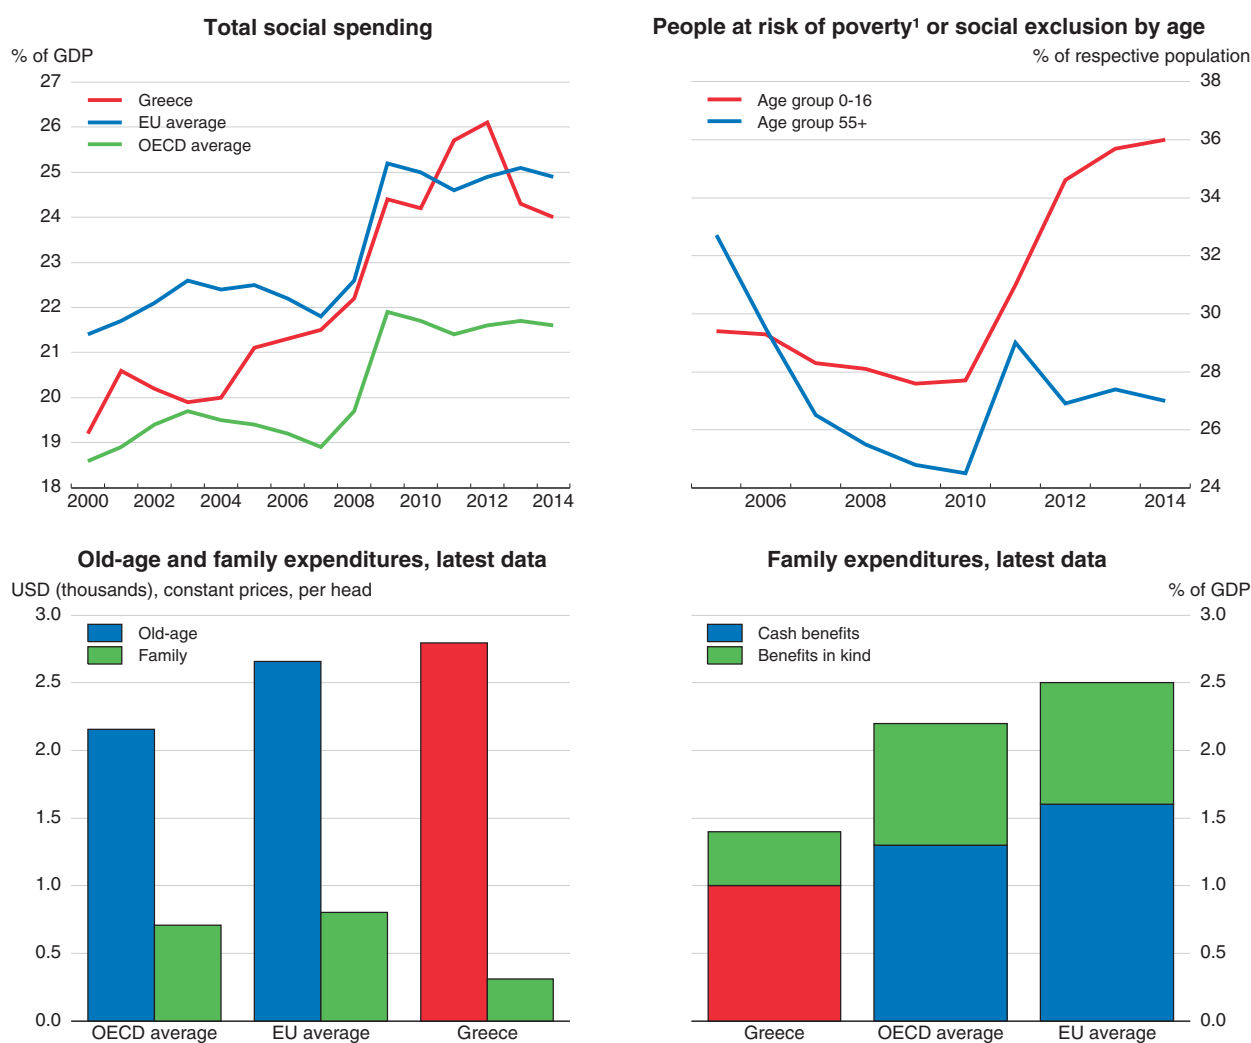 Total social spending
% of GDP
27
26
25
24
23
22
21
20
19
18
Greece
EU average
OECD average
2000 2002 2004 2006 2008 2010 2012 2014
People at risk of poverty¹ or social exclusion by age
% of respective population
38
36
34
32
30
28
26
24
Age group 0-16
Age group 55+
2006 2008 2010 2012 2014
Old-age and family expenditures, latest data
USD (thousands), constant prices, per head
3.0
2.5
2.0
1.5
1.0
0.5
0.0
Old-age
Family
OECD average EU average Greece
Family expenditures, latest data
% of GDP
3.0
2.5
2.0
1.5
1.0
0.5
0.0
Cash benefits
Benefits in kind
Greece OECD average EU average